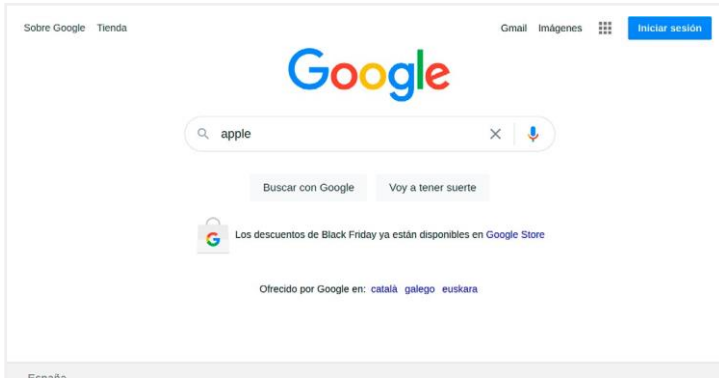 Sobre Google Tienda Gmail Imágenes Iniciar sesión
Google
apple
Buscar con Google Voy a tener suerte
G Los descuentos de Black Friday ya están disponibles en Google Store
Ofrecido por Google en: català galego euskara
España